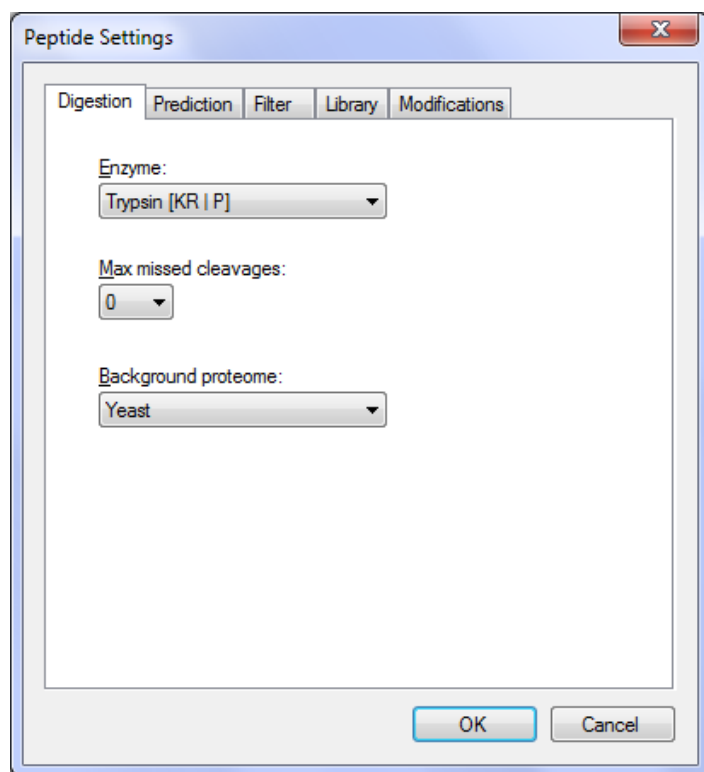 Peptide Settings
Digestion Prediction Filter Library Modifications
Enzyme:
Trypsin [KR | P]
Max missed cleavages:
0
Background proteome:
Yeast
OK Cancel